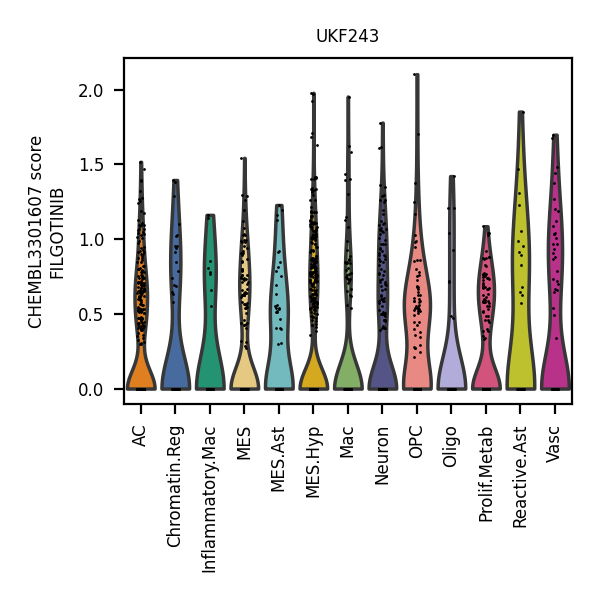 UKF243
CHEMBL3301607 score
FILGOTINIB
2.0
1.5
1.0
0.5
0.0
AC
Chromatin.Reg
Inflammatory.Mac
MES
MES.Ast
MES.Hyp
Mac
Neuron
OPC
Oligo
Prolif.Metab
Reactive.Ast
Vasc